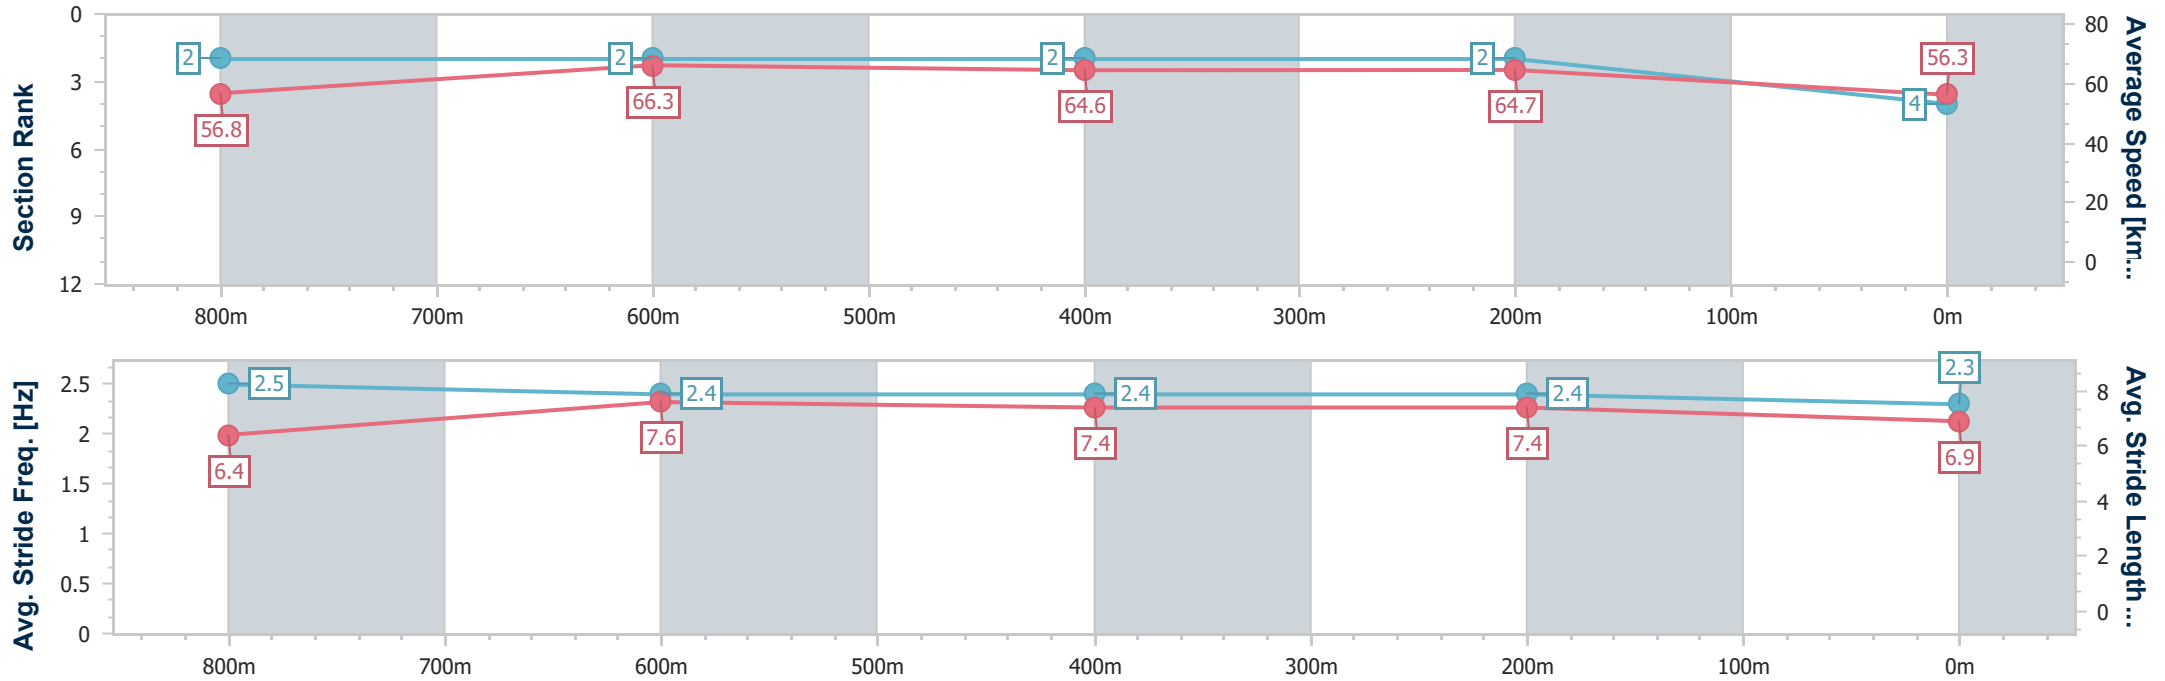 Section Rank
0
3
6
9
12
2
2
2
2
4
56.8
66.3
64.6
64.7
56.3
80
60
40
20
0
Average Speed [km...
800m
700m
600m
500m
400m
300m
200m
100m
0m
Avg. Stride Freq. [Hz]
2.5
2
1.5
1
0.5
0
2.5
2.4
2.4
2.4
2.3
6.4
7.6
7.4
7.4
6.9
8
6
4
2
0
Avg. Stride Length...
800m
700m
600m
500m
400m
300m
200m
100m
0m